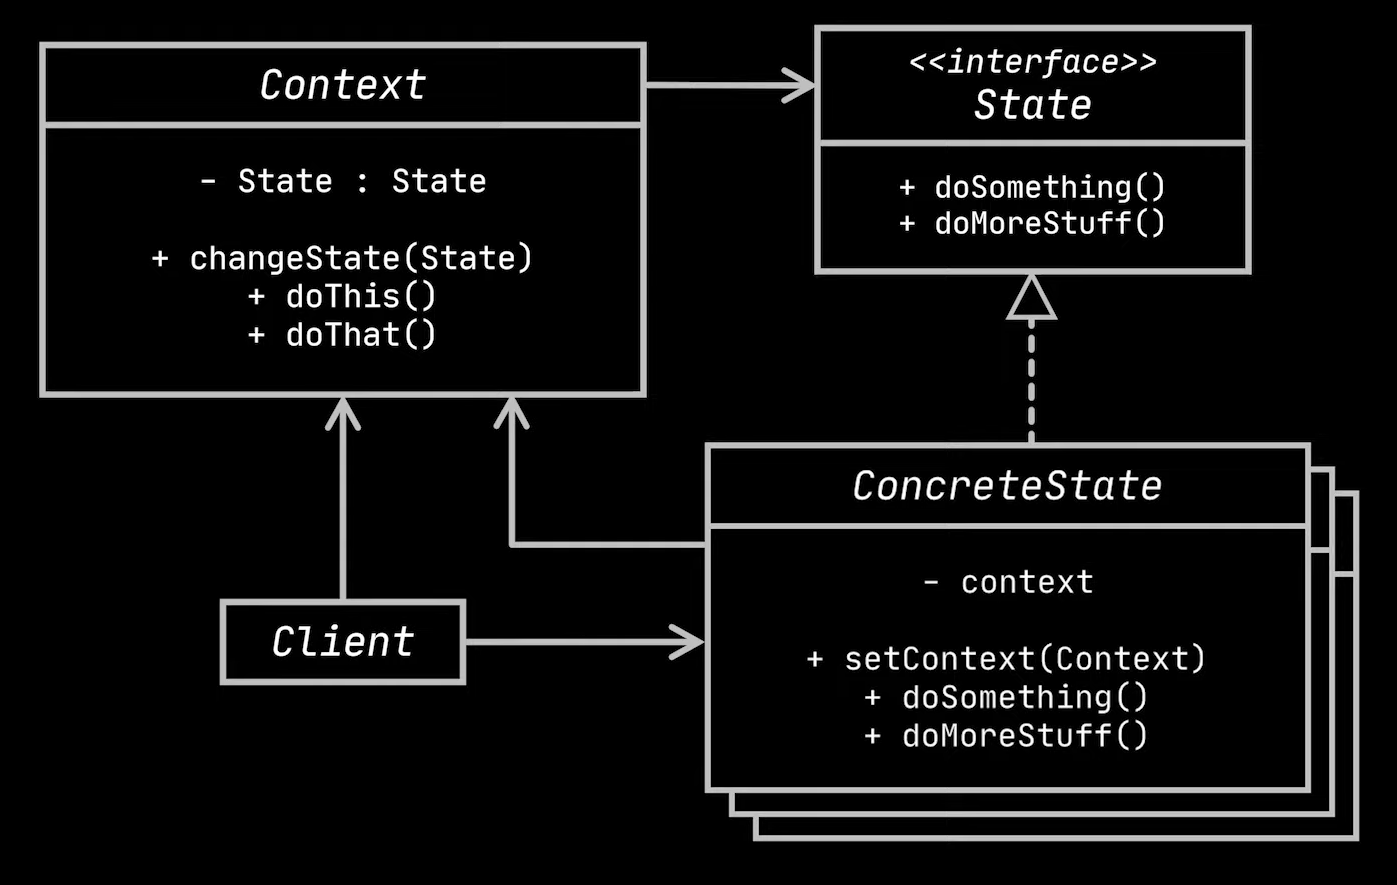 Context
- State : State
+ changeState(State)
+ doThis()
+ doThat()
<<interface>>
State
+ doSomething()
+ doMoreStuff()
ConcreteState
- context
+ setContext(Context)
+ doSomething()
+ doMoreStuff()
Client